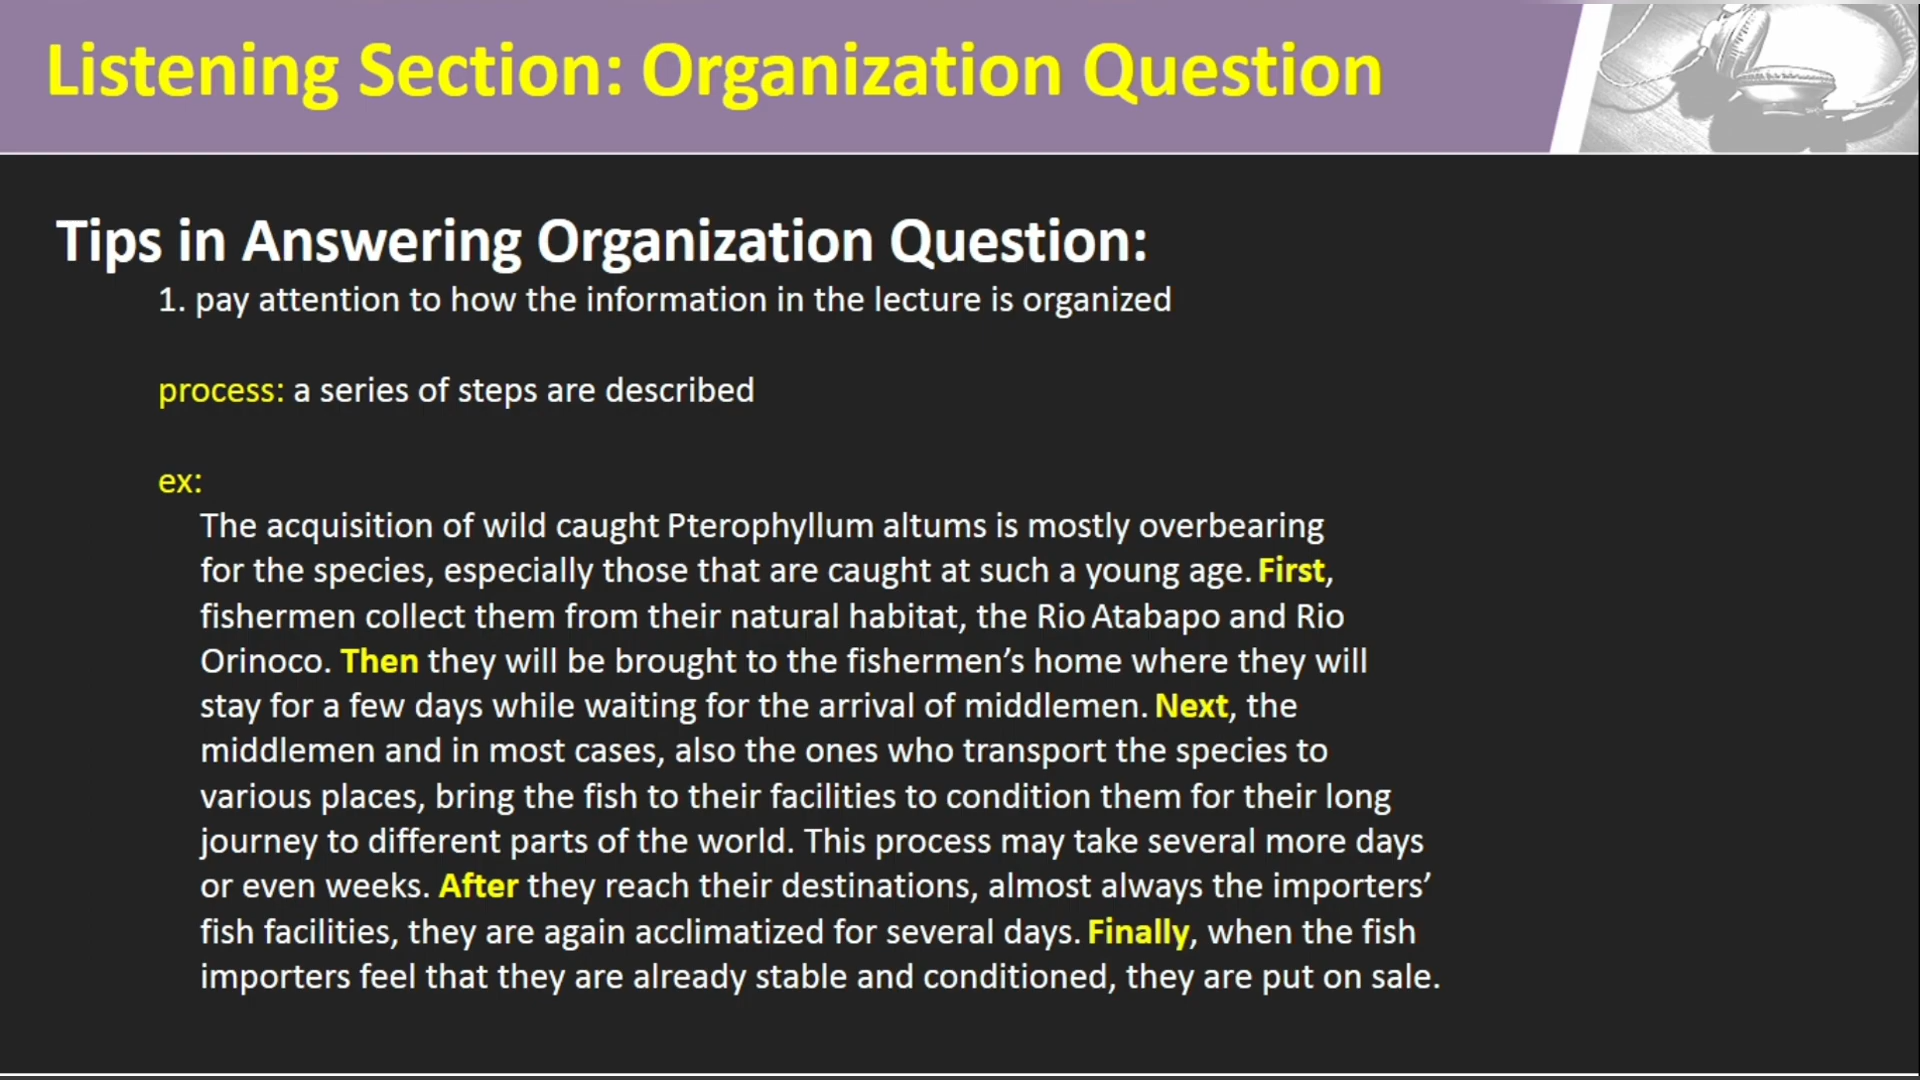 Listening Section: Organization Question
Tips in Answering Organization Question:
1. pay attention to how the information in the lecture is organized
process: a series of steps are described
ex:
The acquisition of wild caught Pterophyllum altums is mostly overbearing
for the species, especially those that are caught at such a young age. First,
fishermen collect them from their natural habitat, the Rio Atabapo and Rio
Orinoco. Then they will be brought to the fishermen’s home where they will
stay for a few days while waiting for the arrival of middlemen. Next, the
middlemen and in most cases, also the ones who transport the species to
various places, bring the fish to their facilities to condition them for their long
journey to different parts of the world. This process may take several more days
or even weeks. After they reach their destinations, almost always the importers’
fish facilities, they are again acclimatized for several days. Finally, when the fish
importers feel that they are already stable and conditioned, they are put on sale.